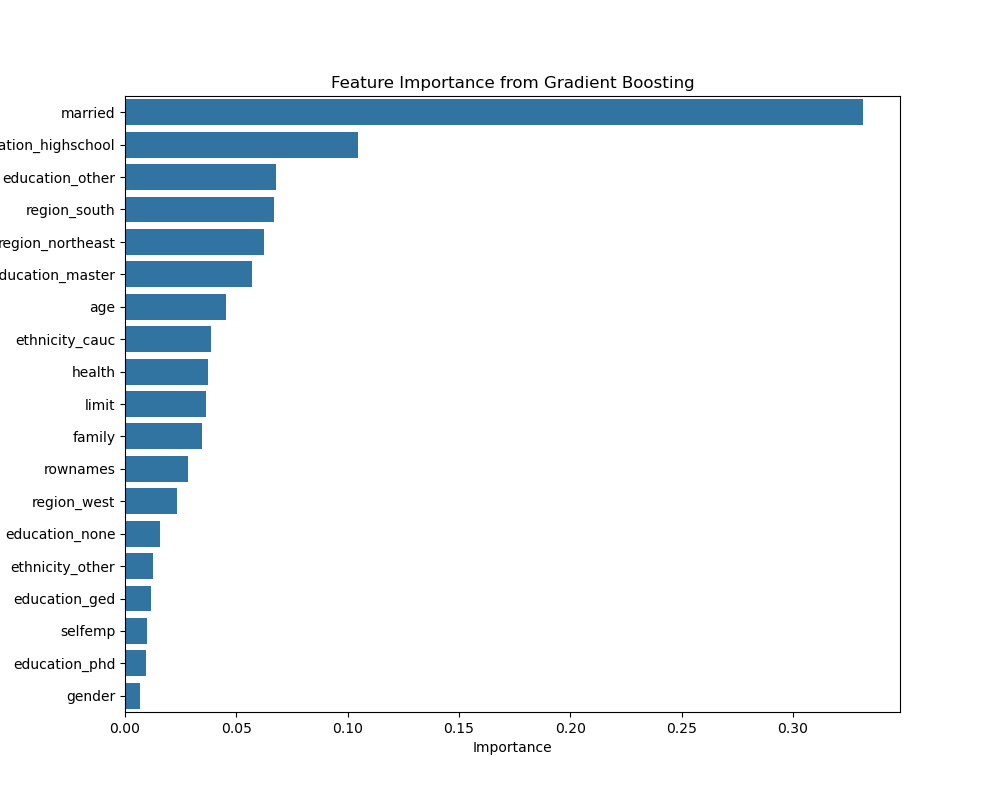 Feature Importance from Gradient Boosting
married
ation_highschool
education_other
region_south
region_northeast
ducation_master
age
ethnicity_cauc
health
limit
family
rownames
region_west
education_none
ethnicity_other
education_ged
selfemp
education_phd
gender
0.00 0.05 0.10 0.15 0.20 0.25 0.30
Importance